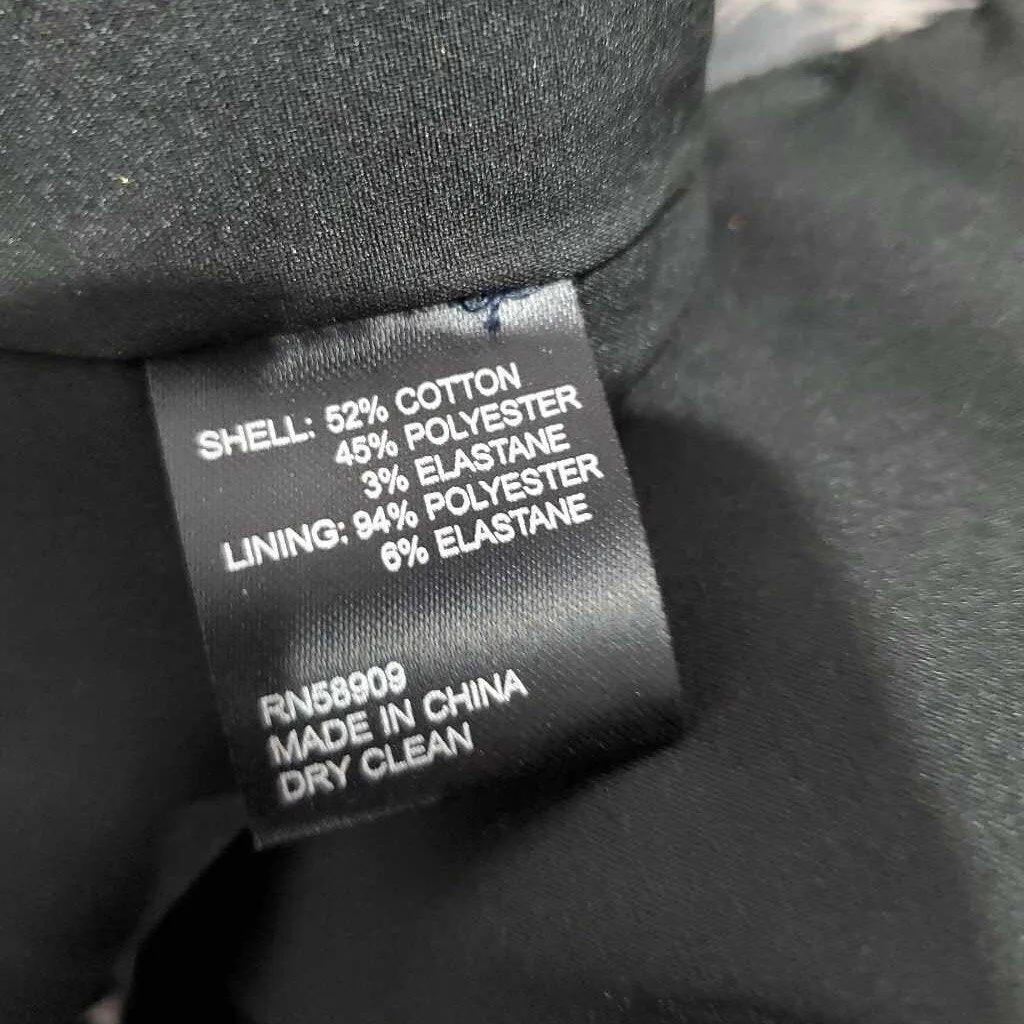 SHELL: 52% COTTON
45% POLYESTER
3% ELASTANE
LINING: 94% POLYESTER
6% ELASTANE
RN58909
MADE IN CHINA
DRY CLEAN